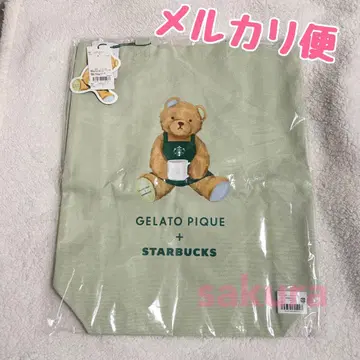 メルカリ便
GELATO PIQUE
+
STARBUCKS
sakura